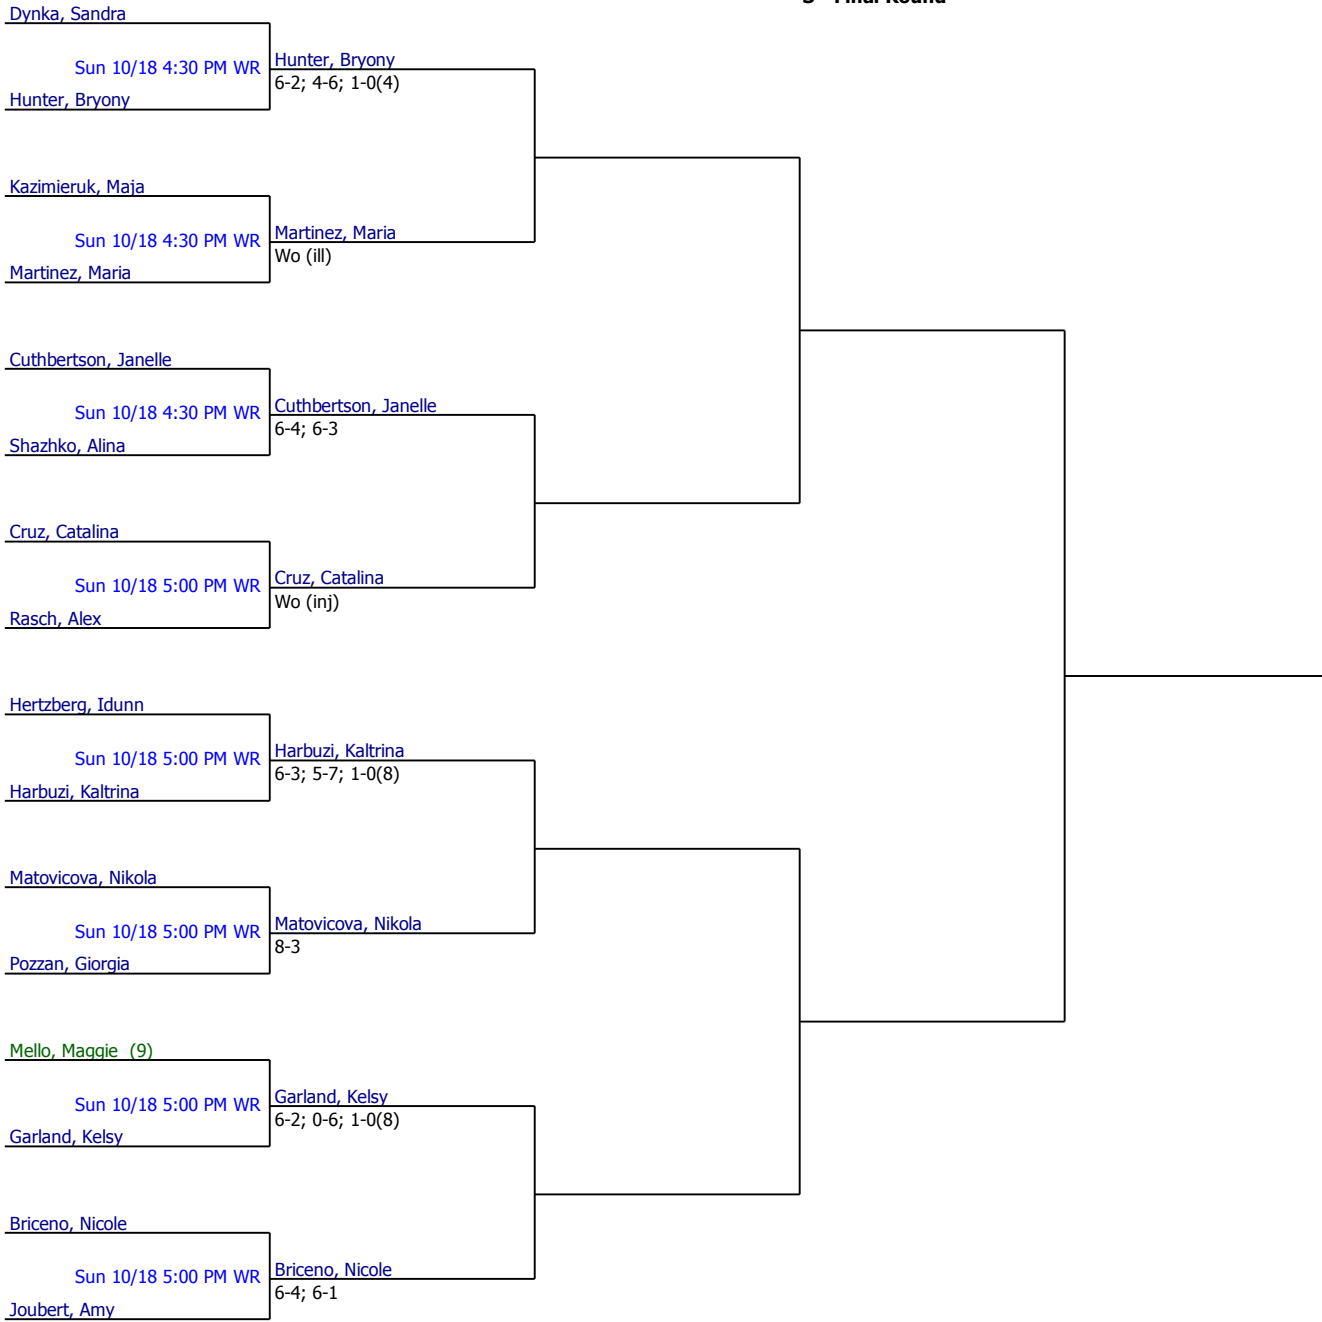 Dynka, Sandra
Sun 10/18 4:30 PM WR
Hunter, Bryony
Hunter, Bryony
6-2; 4-6; 1-0(4)
Kazimieruk, Maja
Sun 10/18 4:30 PM WR
Martinez, Maria
Martinez, Maria
Wo (ill)
Cuthbertson, Janelle
Sun 10/18 4:30 PM WR
Shazhko, Alina
Cuthbertson, Janelle
6-4; 6-3
Cruz, Catalina
Sun 10/18 5:00 PM WR
Rasch, Alex
Cruz, Catalina
Wo (inj)
Hertzberg, Idunn
Sun 10/18 5:00 PM WR
Harbuzi, Kaltrina
Harbuzi, Kaltrina
6-3; 5-7; 1-0(8)
Matovicova, Nikola
Sun 10/18 5:00 PM WR
Pozzan, Giorgia
Matovicova, Nikola
8-3
Mello, Maggie (9)
Sun 10/18 5:00 PM WR
Garland, Kelsy
Garland, Kelsy
6-2; 0-6; 1-0(8)
Briceno, Nicole
Sun 10/18 5:00 PM WR
Joubert, Amy
Briceno, Nicole
6-4; 6-1